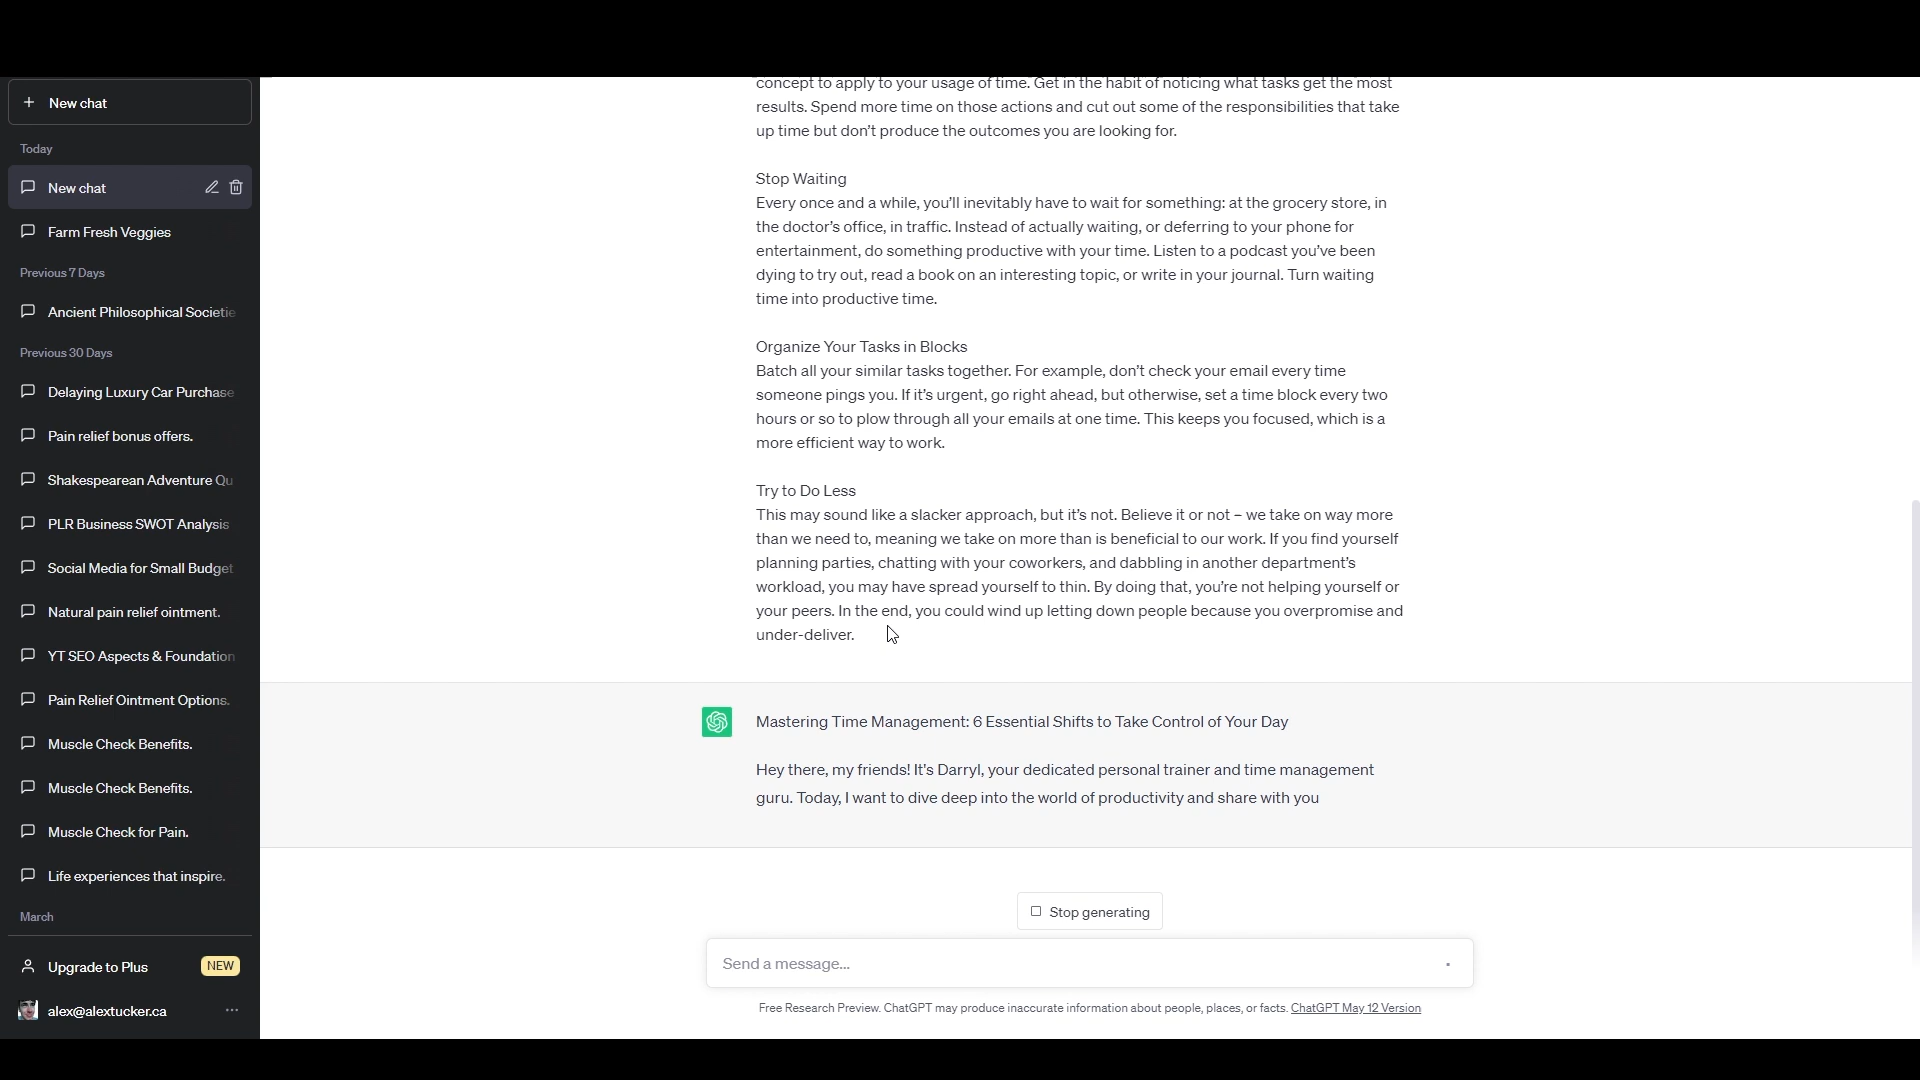 New chat
Today
New chat
Farm Fresh Veggies
Previous 7 Days
Ancient Philosophical Societie
Previous 30 Days
Delaying Luxury Car Purchase
Pain relief bonus offers.
Shakespearean Adventure Qu
PLR Business SWOT Analysis
Social Media for Small Budget
Natural pain relief ointment.
YT SEO Aspects & Foundation
Pain Relief Ointment Options.
Muscle Check Benefits.
Muscle Check Benefits.
Muscle Check for Pain.
Life experiences that inspire.
March
Upgrade to Plus NEW
alex@alextucker.ca
concept to apply to your usage of time. Get in the habit of noticing what tasks get the most
results. Spend more time on those actions and cut out some of the responsibilities that take
up time but don’t produce the outcomes you are looking for.
Stop Waiting
Every once and a while, you’ll inevitably have to wait for something: at the grocery store, in
the doctor’s office, in traffic. Instead of actually waiting, or deferring to your phone for
entertainment, do something productive with your time. Listen to a podcast you’ve been
dying to try out, read a book on an interesting topic, or write in your journal. Turn waiting
time into productive time.
Organize Your Tasks in Blocks
Batch all your similar tasks together. For example, don’t check your email every time
someone pings you. If it’s urgent, go right ahead, but otherwise, set a time block every two
hours or so to plow through all your emails at one time. This keeps you focused, which is a
more efficient way to work.
Try to Do Less
This may sound like a slacker approach, but it’s not. Believe it or not – we take on way more
than we need to, meaning we take on more than is beneficial to our work. If you find yourself
planning parties, chatting with your coworkers, and dabbling in another department’s
workload, you may have spread yourself to thin. By doing that, you’re not helping yourself or
your peers. In the end, you could wind up letting down people because you overpromise and
under-deliver.
Mastering Time Management: 6 Essential Shifts to Take Control of Your Day
Hey there, my friends! It's Darryl, your dedicated personal trainer and time management
guru. Today, I want to dive deep into the world of productivity and share with you
Stop generating
Send a message...
Free Research Preview. ChatGPT may produce inaccurate information about people, places, or facts. ChatGPT May 12 Version